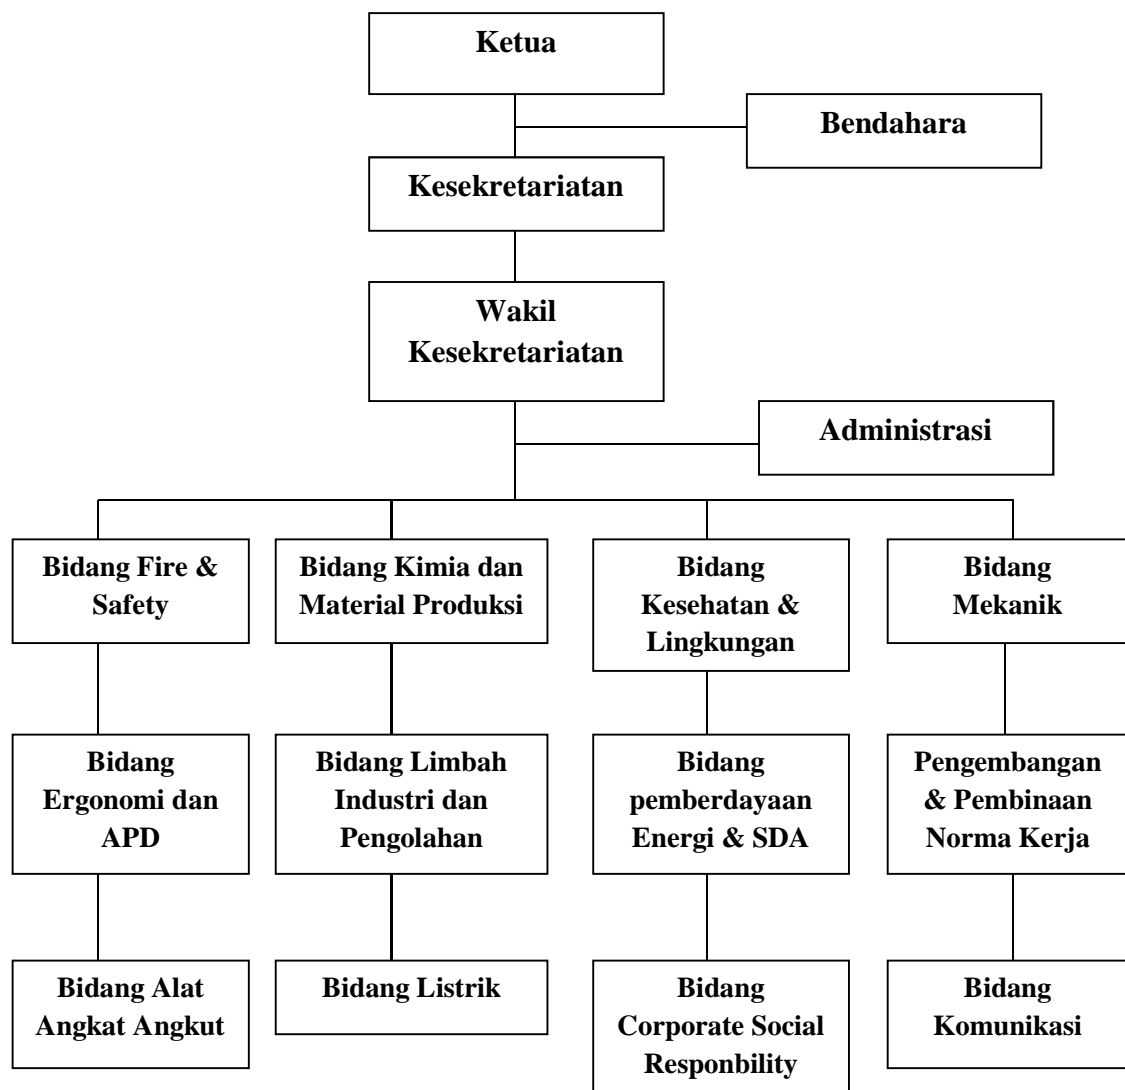 Ketua
Bendahara
Kesekretariatan
Wakil
Kesekretariatan
Administrasi
Bidang Fire &
Safety
Bidang Kimia dan
Material Produksi
Bidang
Kesehatan &
Lingkungan
Bidang
Mekanik
Bidang
Ergonomi dan
APD
Bidang Limbah
Industri dan
Pengolahan
Bidang
pemberdayaan
Energi & SDA
Pengembangan
& Pembinaan
Norma Kerja
Bidang Alat
Angkat Angkut
Bidang Listrik
Bidang
Corporate Social
Responbility
Bidang
Komunikasi